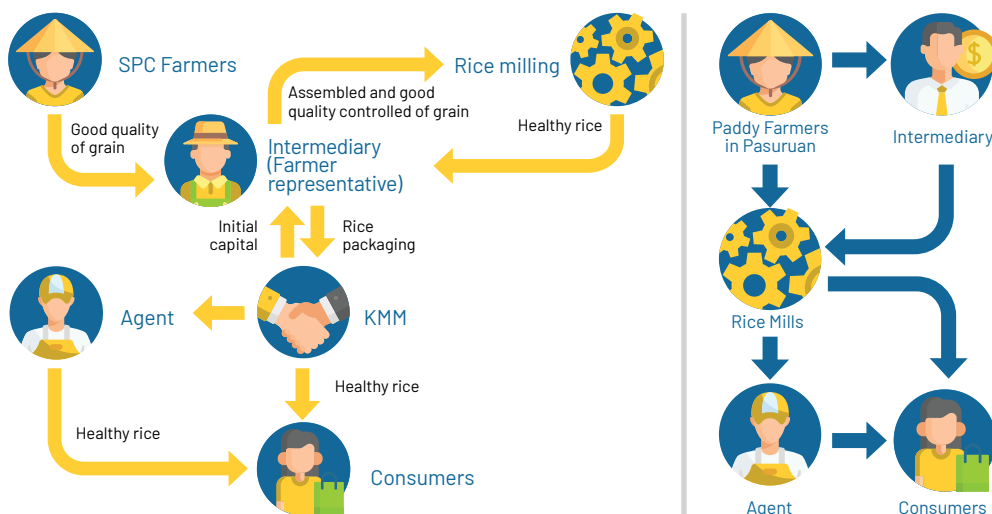 SPC Farmers
Good quality
of grain
Intermediary
(Farmer
representative)
Assembled and good
quality controlled of grain
Rice milling
Healthy rice
Initial
capital
Rice
packaging
Agent
KMM
Healthy rice
Healthy rice
Consumers
Paddy Farmers
in Pasuruan
Intermediary
$
Rice Mills
Agent
Consumers